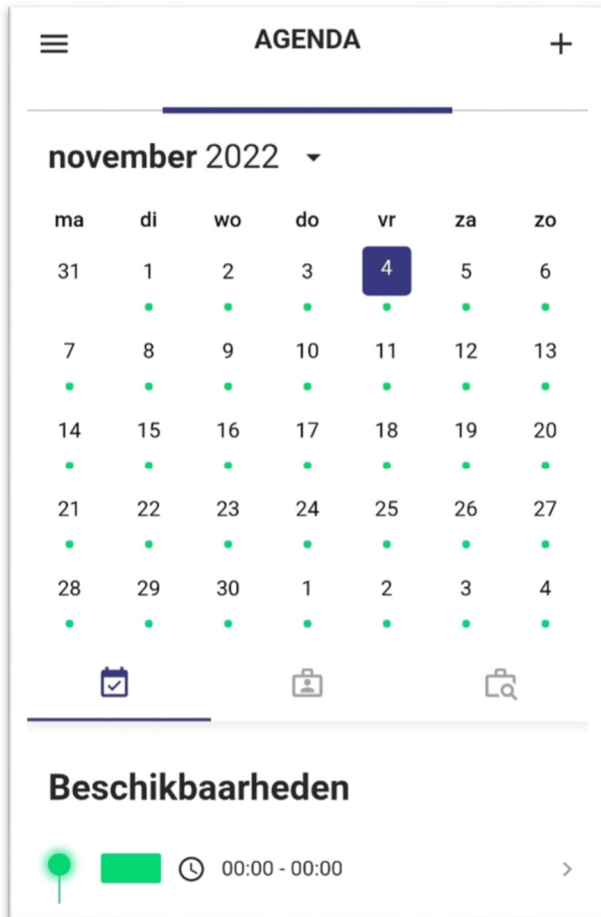 AGENDA
november 2022
ma di wo do vr za zo
31 1 2 3 4 5 6
7 8 9 10 11 12 13
14 15 16 17 18 19 20
21 22 23 24 25 26 27
28 29 30 1 2 3 4
Beschikbaarheden
00:00 - 00:00